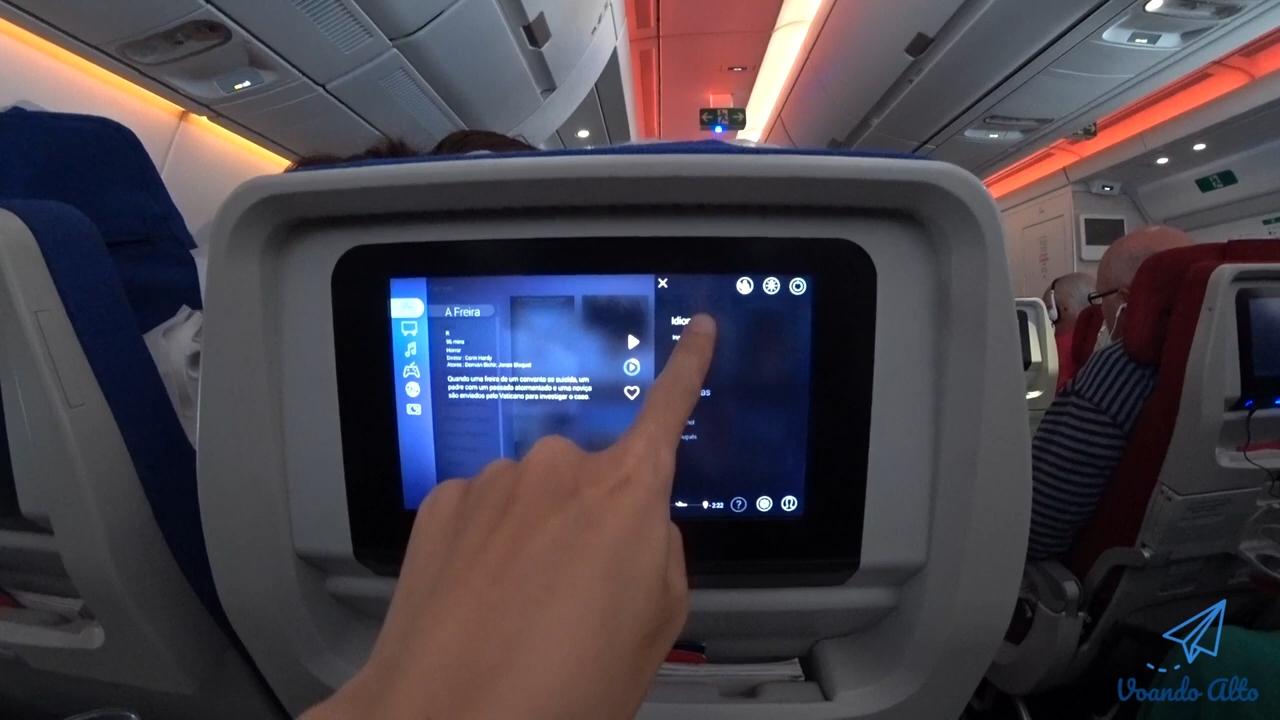 A Freira
R
96 mins
Horror
Diretor : Corin Hardy
Atores : Demián Bichir, Jonas Bloquet
Quando uma freira de um convento se suicida, um
padre com um passado atormentado e uma noviça
são enviados pelo Vaticano para investigar o caso.
2:22
?
Voando Alto